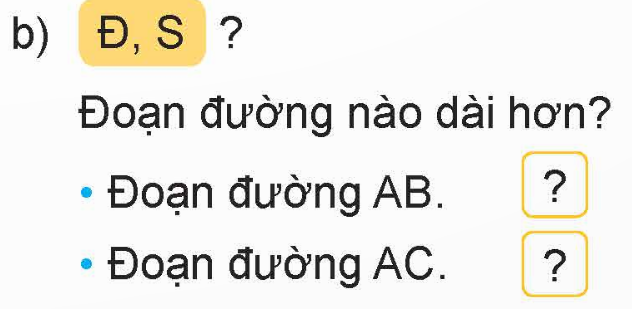 b) Đ, S ?
Đoạn đường nào dài hơn?
• Đoạn đường AB. ?
• Đoạn đường AC. ?